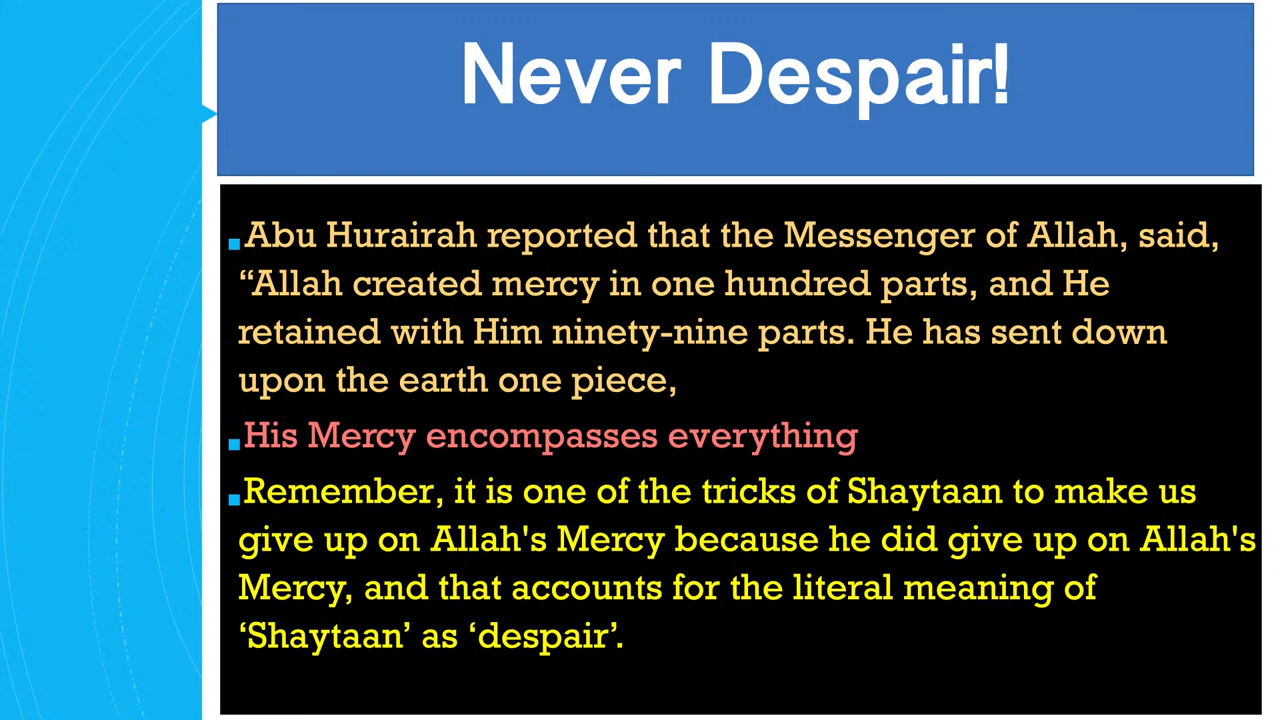 Never Despair!
▪Abu Hurairah reported that the Messenger of Allah, said,
“Allah created mercy in one hundred parts, and He
retained with Him ninety-nine parts. He has sent down
upon the earth one piece,
▪His Mercy encompasses everything
▪Remember, it is one of the tricks of Shaytaan to make us
give up on Allah's Mercy because he did give up on Allah's
Mercy, and that accounts for the literal meaning of
‘Shaytaan’ as ‘despair’.